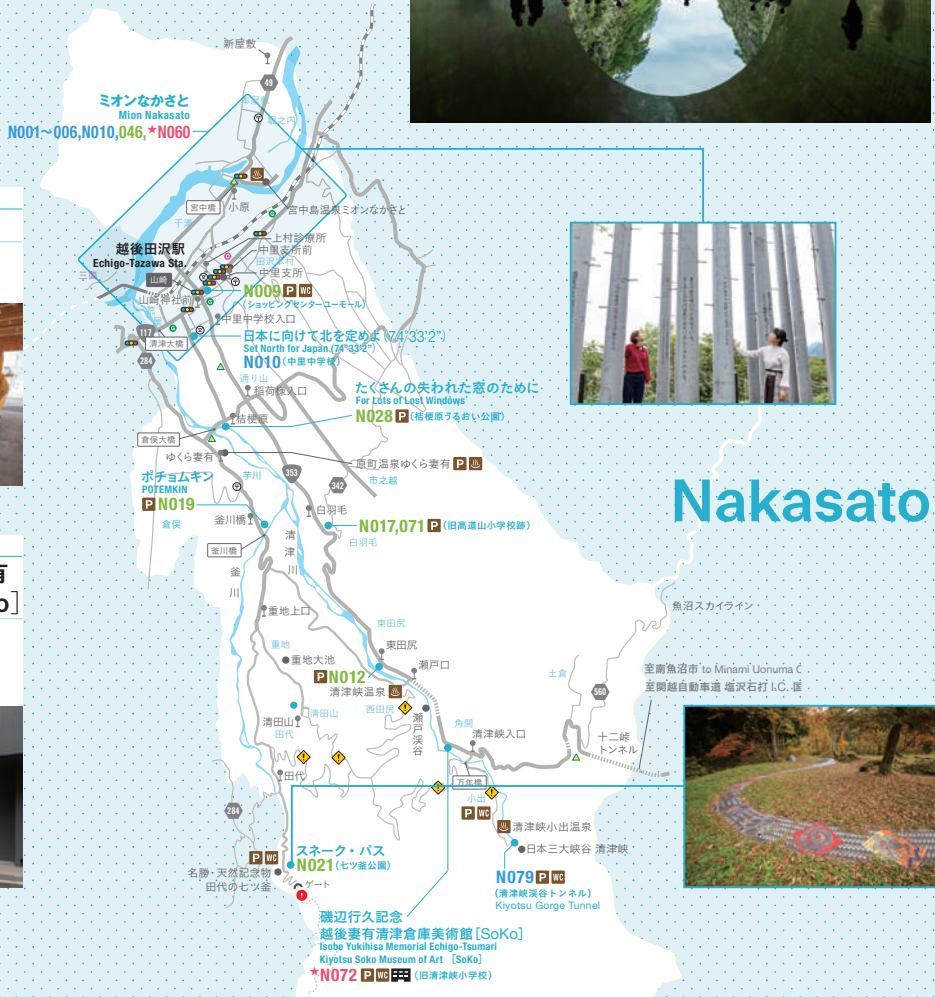 新屋敷
49
ミオンなかさと
Mion Nakasato
N001~006,N010,046,★N060
堀之内
宮中橋
小原
宮中島温泉ミオンなかさと
干溝
上村診療所
中里支所前
田沢本村
中里支所
越後田沢駅
Echigo-Tazawa Sta.
山崎
N009 P WC
(ショッピングセンターユーモール)
山崎神社前
中里中学校入口
117
清津大橋
284
日本に向けて北を定めよ(74°33'2")
Set North for Japan (74°33'2")
N010(中里中学校)
通り山
稲荷様入口
たくさんの失われた窓のために
For Lots of Lost Windows
N028 P(桔梗原うるおい公園)
桔梗原
倉俣大橋
ゆくら妻有
原町温泉ゆくら妻有 P
芋川
353
市之越
342
ポチョムキン
POTEMKIN
P N019
倉俣
釜川橋
釜川橋
白羽毛
N017,071 P(旧高道山小学校跡)
白羽毛
清津川
釜川
Nakasato
魚沼スカイライン
重地上口
東田尻
東田尻
重地
重地大池
瀬戸口
P N012
清津峡温泉
土倉
至南魚沼市 to Minami Uonuma C
至関越自動車道 塩沢石打 I.C. 国
560
西田尻
清田山
清田山
田代
瀬戸渓谷
角間
清津峡入口
十二峠
トンネル
万年橋
田代
小出
P WC
284
清津峡小出温泉
日本三大峡谷 清津峡
P WC
スネーク・パス
N021(七ツ釜公園)
名勝・天然記念物
田代の七ツ釜
ゲート
N079 P WC
(清津峡渓谷トンネル)
Kiyotsu Gorge Tunnel
磯辺行久記念
越後妻有清津倉庫美術館[SoKo]
Isobe Yukihisa Memorial Echigo-Tsumari
Kiyotsu Soko Museum of Art [SoKo]
★N072 P WC (旧清津峡小学校)
有
o]